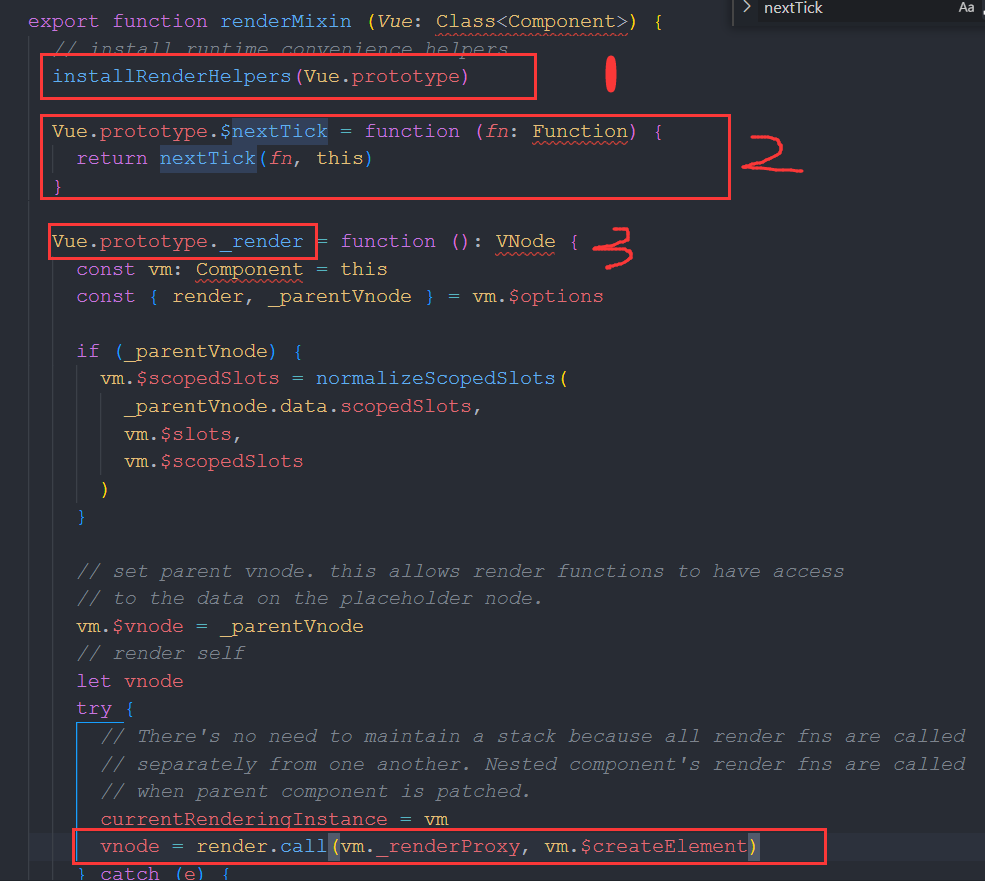 export function renderMixin (Vue: Class<Component>) {
nextTick
Aa
// install runtime convenience helpers
installRenderHelpers(Vue.prototype)
1
Vue.prototype.$nextTick = function (fn: Function) {
return nextTick(fn, this)
}
2
Vue.prototype._render = function (): VNode {
3
const vm: Component = this
const { render, _parentVnode } = vm.$options
if (_parentVnode) {
vm.$scopedSlots = normalizeScopedSlots(
_parentVnode.data.scopedSlots,
vm.$slots,
vm.$scopedSlots
)
}
// set parent vnode. this allows render functions to have access
// to the data on the placeholder node.
vm.$vnode = _parentVnode
// render self
let vnode
try {
// There's no need to maintain a stack because all render fns are called
// separately from one another. Nested component's render fns are called
// when parent component is patched.
currentRenderingInstance = vm
vnode = render.call(vm._renderProxy, vm.$createElement)
} catch (e) {